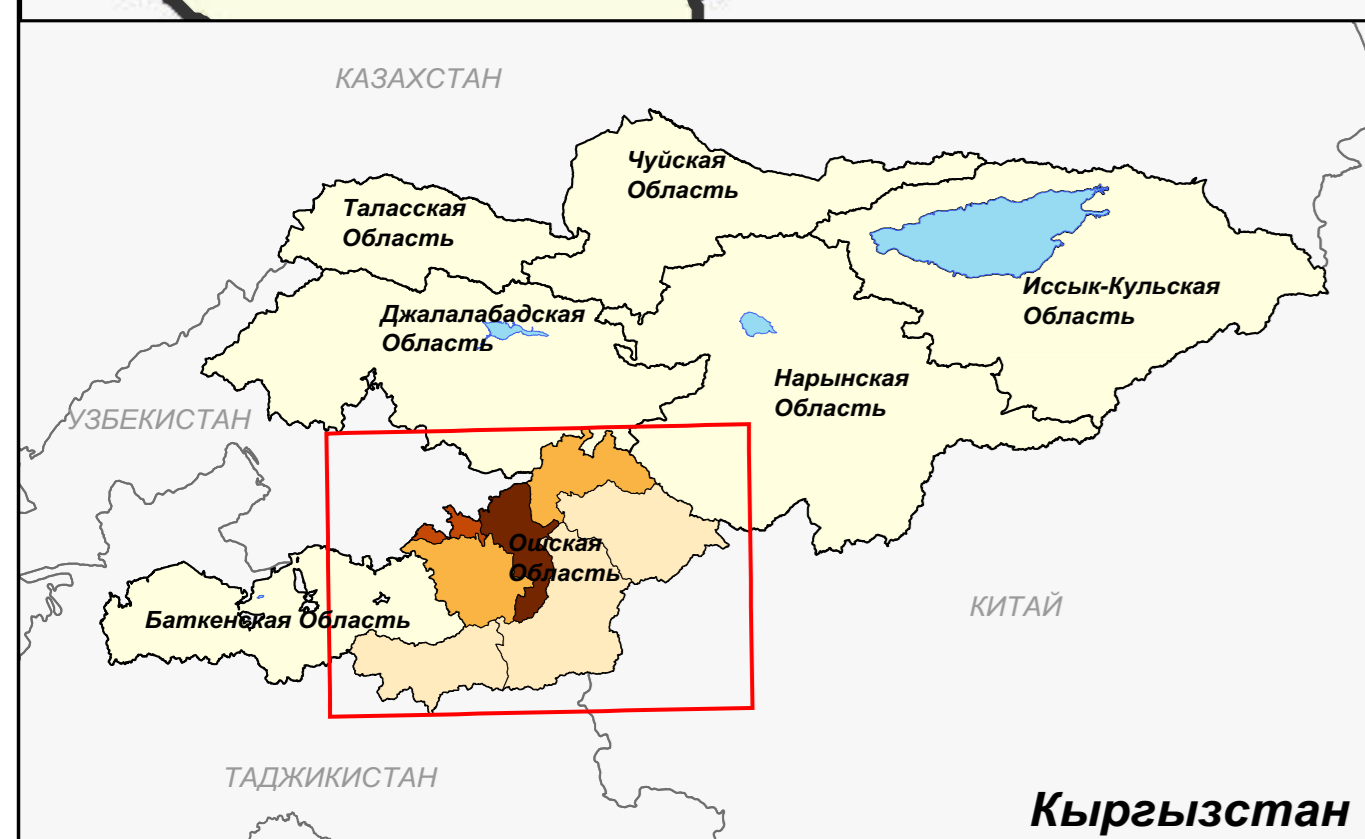 КАЗАХСТАН
Чуйская
Область
Таласская
Область
Иссык-Кульская
Область
Джалалабадская
Область
Нарынская
Область
УЗБЕКИСТАН
Ошская
Область
Баткенская Область
КИТАЙ
ТАДЖИКИСТАН
Кыргызстан